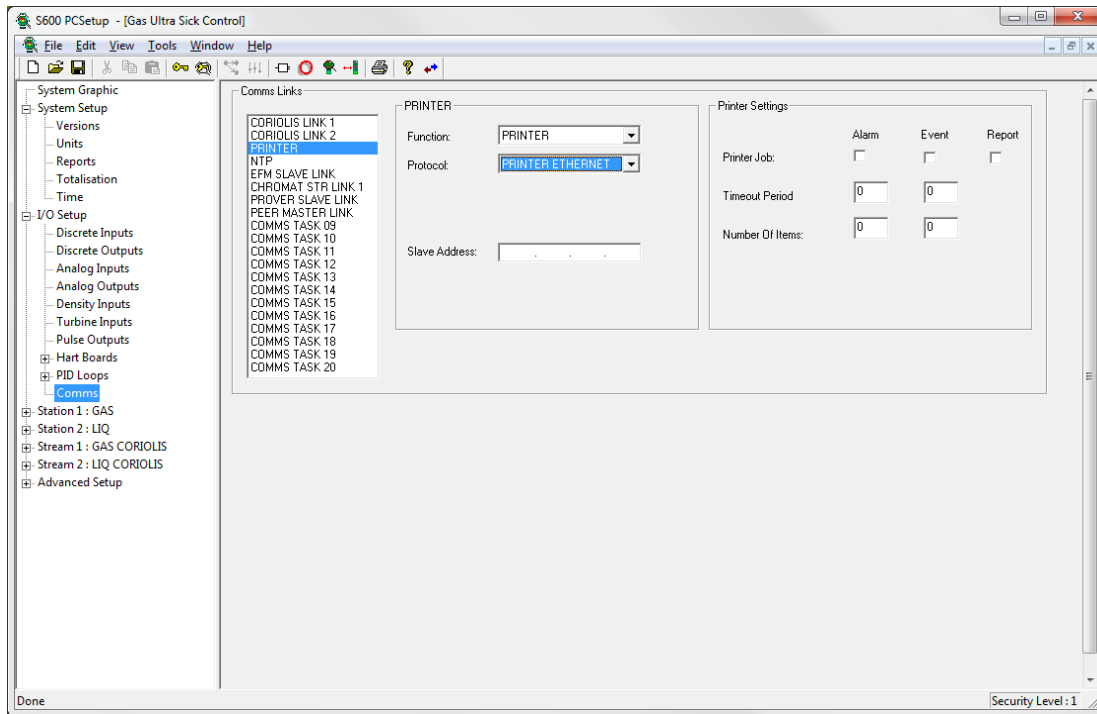 S600 PCSetup - [Gas Ultra Sick Control]
File Edit View Tools Window Help
System Graphic
System Setup
Versions
Units
Reports
Totalisation
Time
I/O Setup
Discrete Inputs
Discrete Outputs
Analog Inputs
Analog Outputs
Density Inputs
Turbine Inputs
Pulse Outputs
Hart Boards
PID Loops
Comms
Station 1 : GAS
Station 2 : LIQ
Stream 1 : GAS CORIOLIS
Stream 2 : LIQ CORIOLIS
Advanced Setup
Comms Links
CORIOLIS LINK 1
CORIOLIS LINK 2
PRINTER
NTP
EFM SLAVE LINK
CHROMAT STR LINK 1
PROVER SLAVE LINK
PEER MASTER LINK
COMMS TASK 09
COMMS TASK 10
COMMS TASK 11
COMMS TASK 12
COMMS TASK 13
COMMS TASK 14
COMMS TASK 15
COMMS TASK 16
COMMS TASK 17
COMMS TASK 18
COMMS TASK 19
COMMS TASK 20
PRINTER
Function: PRINTER
Protocol: PRINTER ETHERNET
Slave Address: . . .
Printer Settings
Alarm Event Report
Printer Job:
Timeout Period 0 0
Number Of Items: 0 0
Done
Security Level : 1